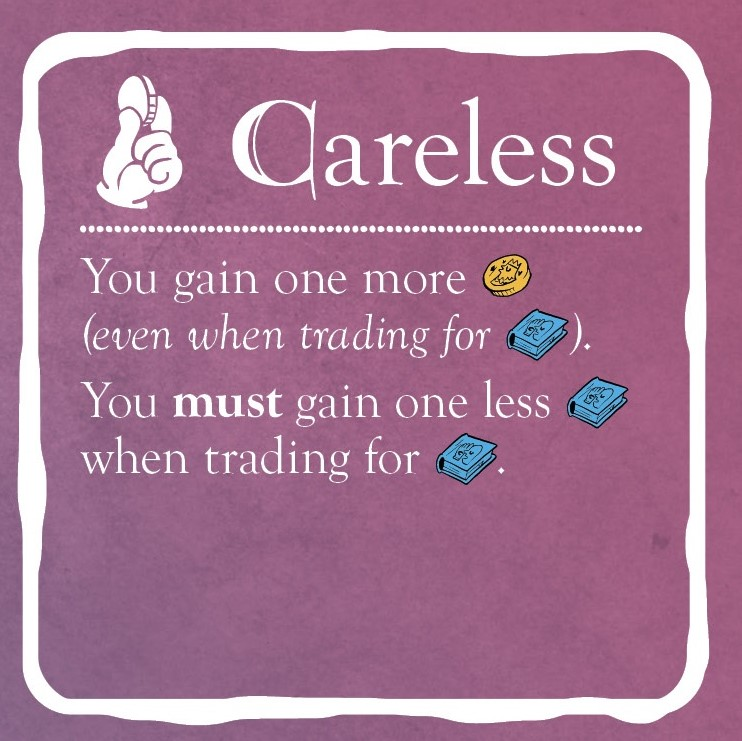 Careless
You gain one more
(even when trading for ).
You must gain one less
when trading for .